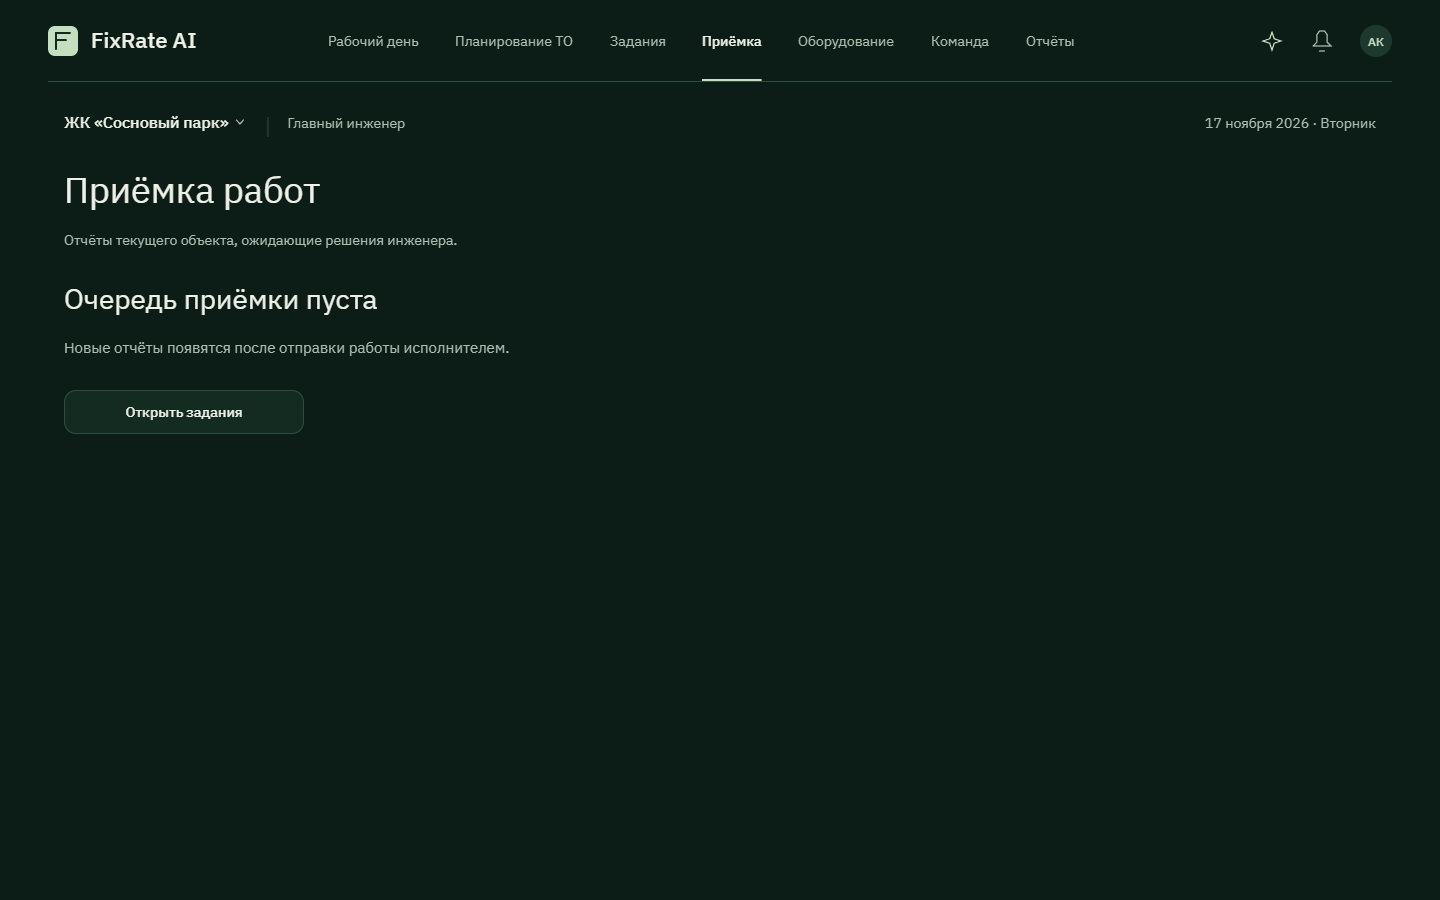 FixRate AI
Рабочий день
Планирование ТО
Задания
Приёмка
Оборудование
Команда
Отчёты
АК
ЖК «Сосновый парк»
Главный инженер
17 ноября 2026 · Вторник
Приёмка работ
Отчёты текущего объекта, ожидающие решения инженера.
Очередь приёмки пуста
Новые отчёты появятся после отправки работы исполнителем.
Открыть задания